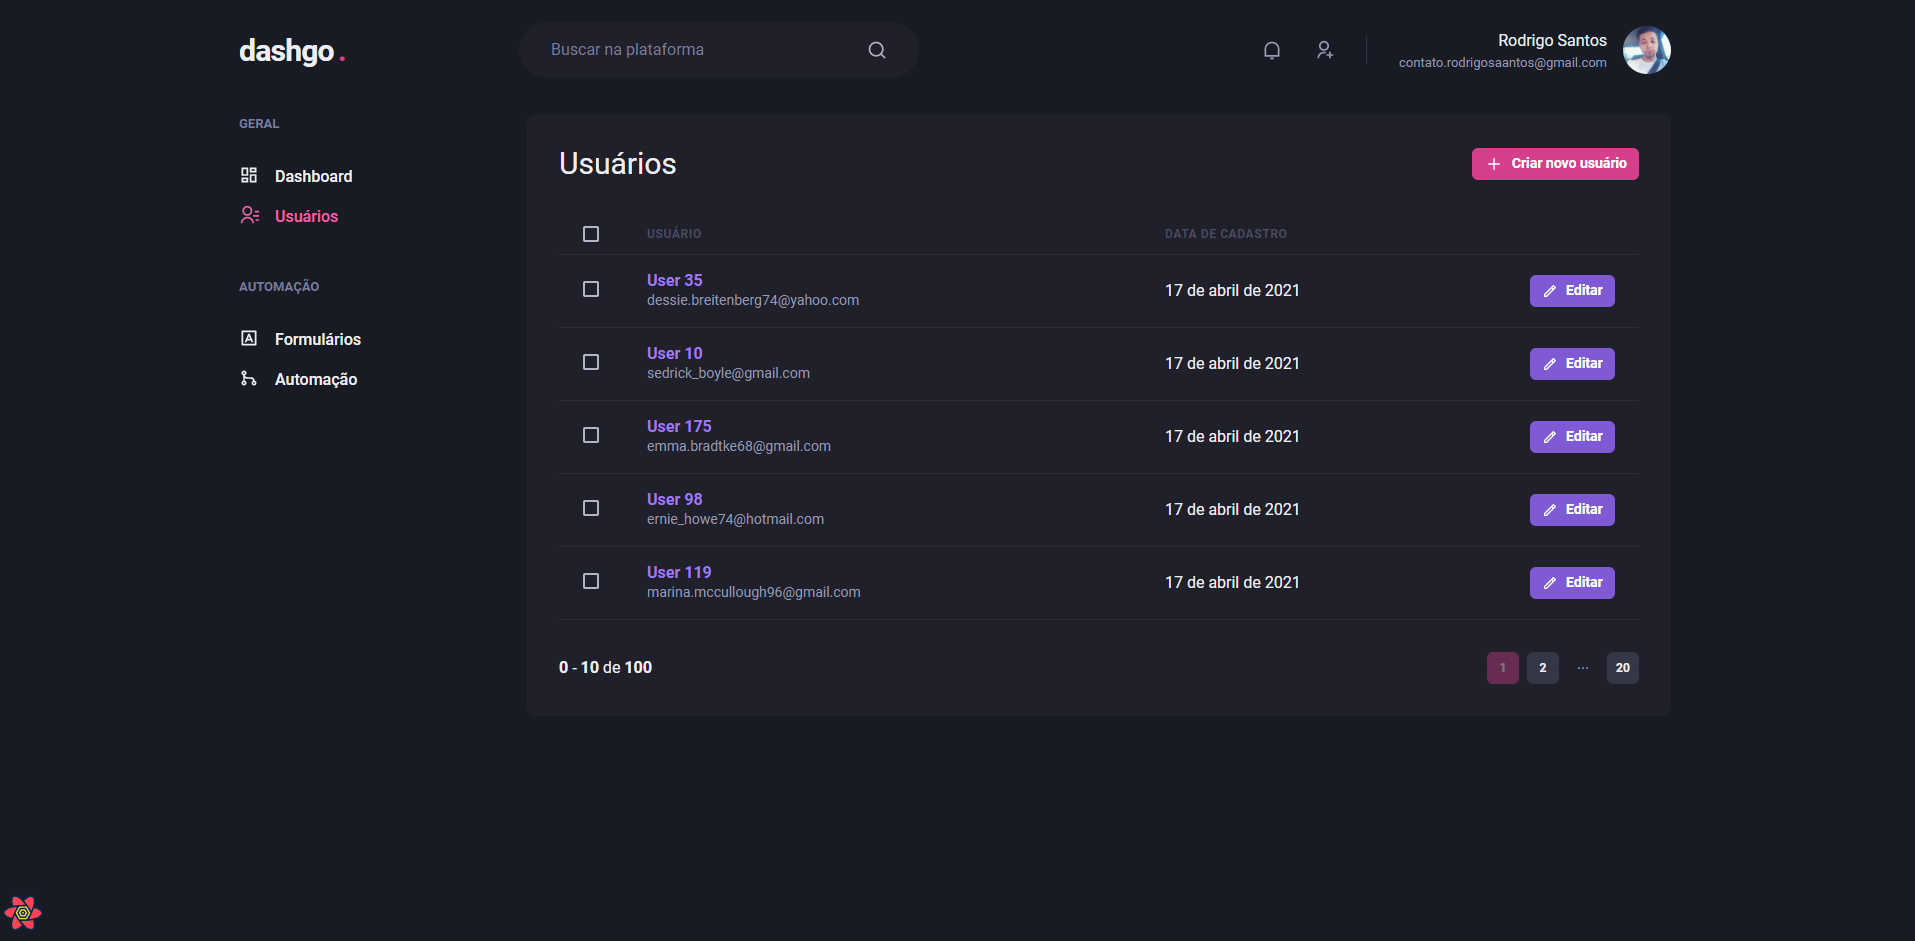 dashgo.
Buscar na plataforma
Rodrigo Santos
contato.rodrigosaantos@gmail.com
GERAL
Dashboard
Usuários
AUTOMAÇÃO
Formulários
Automação
Usuários
Criar novo usuário
USUÁRIO DATA DE CADASTRO
User 35
dessie.breitenberg74@yahoo.com
17 de abril de 2021
Editar
User 10
sedrick_boyle@gmail.com
17 de abril de 2021
Editar
User 175
emma.bradtke68@gmail.com
17 de abril de 2021
Editar
User 98
ernie_howe74@hotmail.com
17 de abril de 2021
Editar
User 119
marina.mccullough96@gmail.com
17 de abril de 2021
Editar
0 - 10 de 100
1 2 ... 20